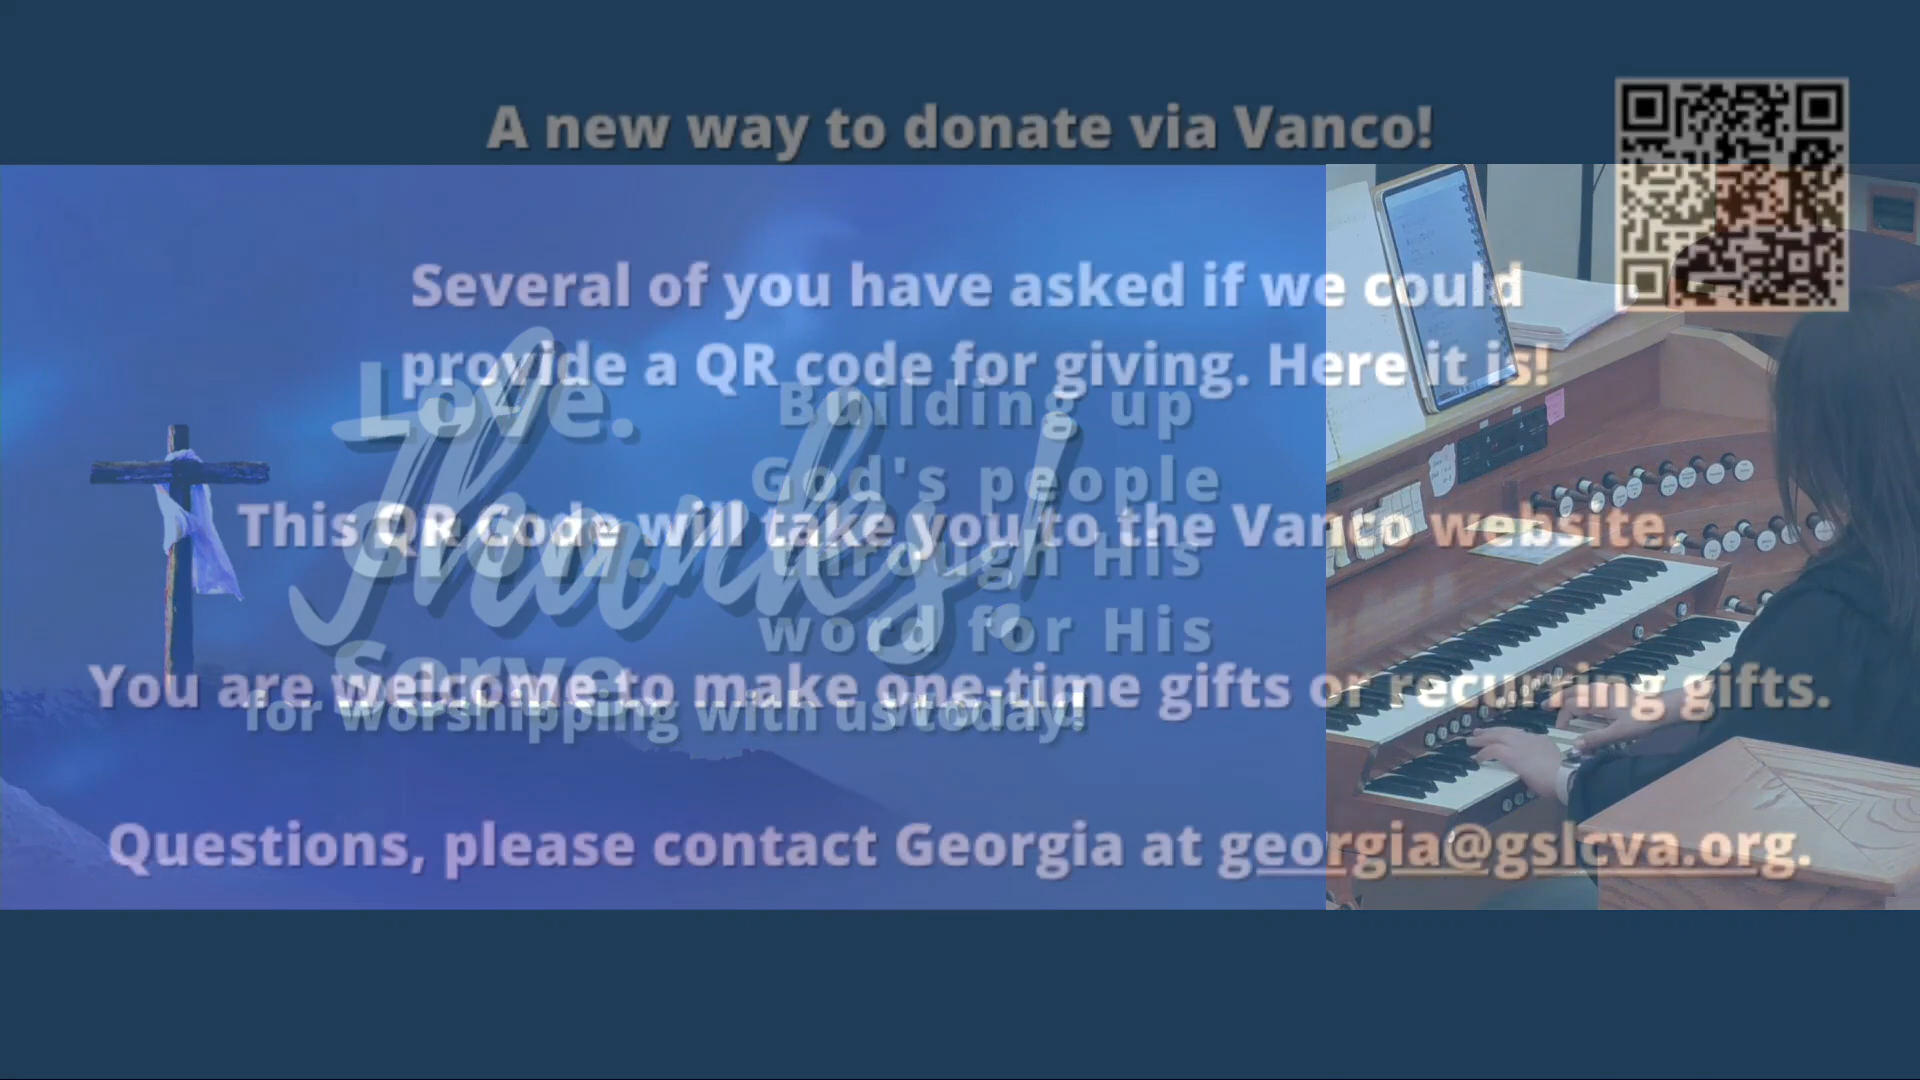 A new way to donate via Vanco!
Several of you have asked if we could
provide a QR code for giving. Here it is!
This QR Code will take you to the Vanco website.
You are welcome to make one-time gifts or recurring gifts.
Questions, please contact Georgia at georgia@gslcva.org.
Thanks!
for worshipping with us today!
Love.
Serve.
Building up
God's people
through His
word for His